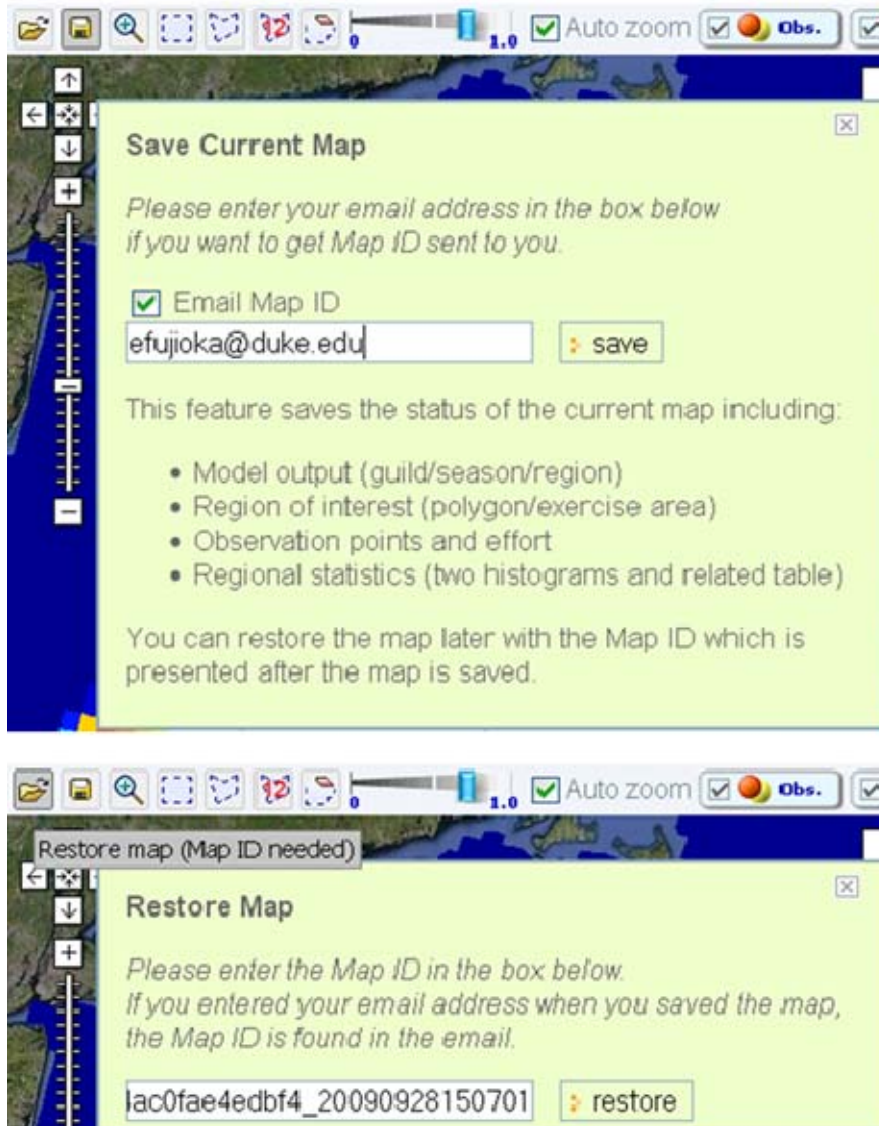 0 1.0 Auto zoom Obs.
Save Current Map
Please enter your email address in the box below
if you want to get Map ID sent to you.
Email Map ID
efujioka@duke.edu
save
This feature saves the status of the current map including:
• Model output (guild/season/region)
• Region of interest (polygon/exercise area)
• Observation points and effort
• Regional statistics (two histograms and related table)
You can restore the map later with the Map ID which is
presented after the map is saved.
0 1.0 Auto zoom Obs.
Restore map (Map ID needed)
Restore Map
Please enter the Map ID in the box below.
If you entered your email address when you saved the map,
the Map ID is found in the email.
ac0fae4edbf4_20090928150701
restore